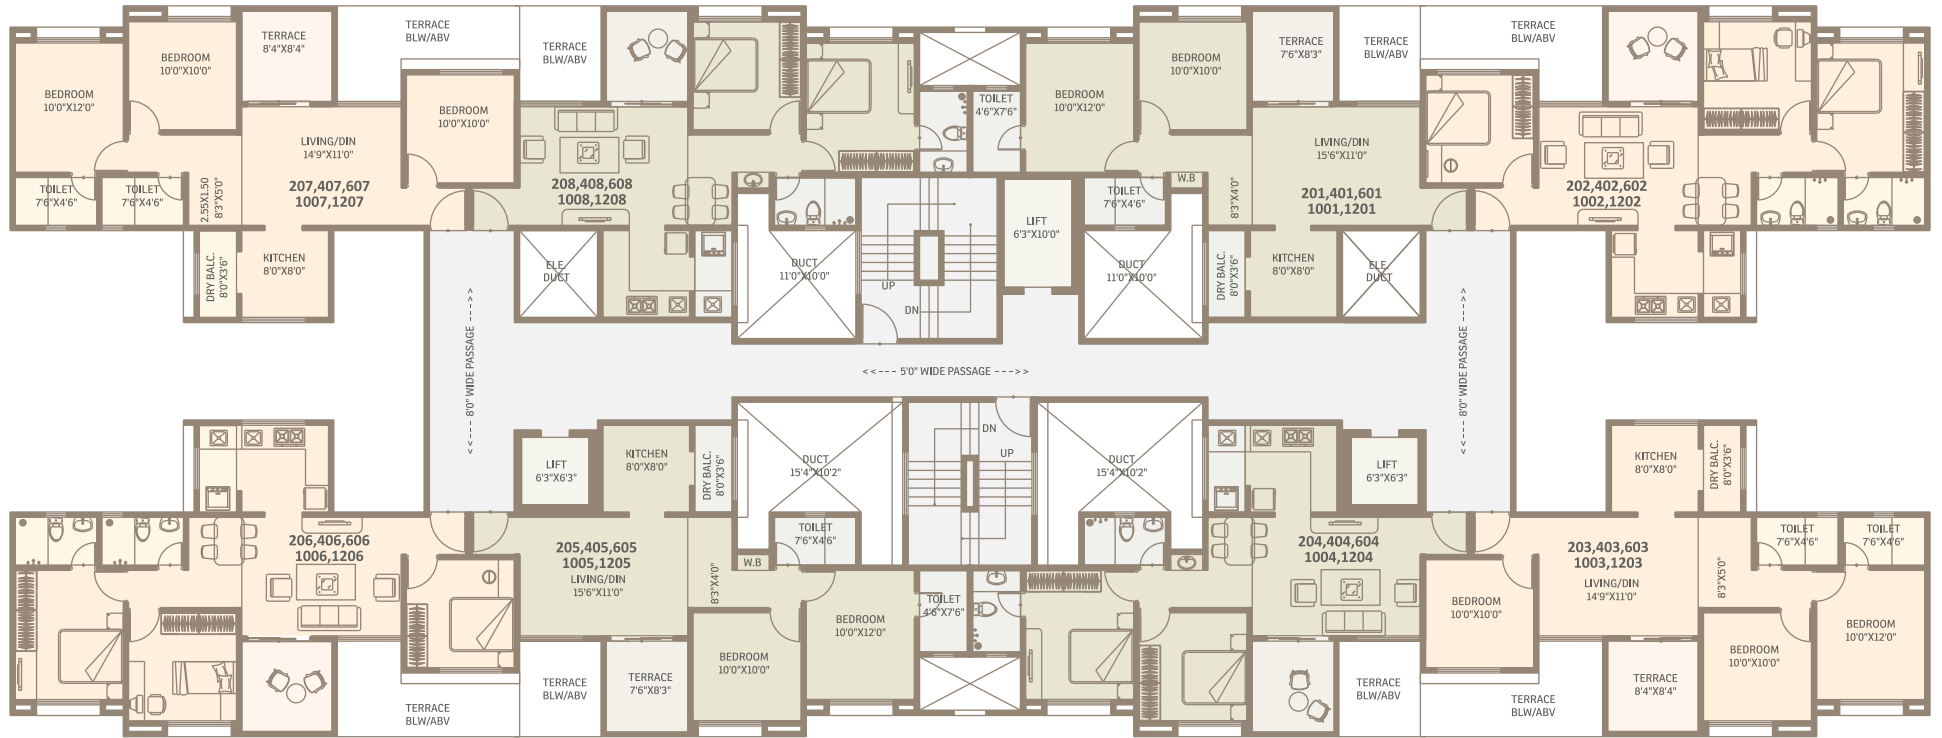 TERRACE
BLW/ABV
TERRACE
8'4"X8'4"
BEDROOM
10'0"X10'0"
BEDROOM
10'0"X12'0"
TERRACE
BLW/ABV
BEDROOM
10'0"X10'0"
LIVING/DIN
14'9"X11'0"
207,407,607
1007,1207
TOILET
7'6"X4'6"
TOILET
7'6"X4'6"
2.55X1.50
8'3"X5'0"
DRY BALC.
8'0"X3'6"
KITCHEN
8'0"X8'0"
208,408,608
1008,1208
ELE.
DUCT
DUCT
11'0"X10'0"
UP
DN
TOILET
4'6"X7'6"
BEDROOM
10'0"X12'0"
BEDROOM
10'0"X10'0"
TERRACE
7'6"X8'3"
TERRACE
BLW/ABV
LIVING/DIN
15'6"X11'0"
201,401,601
1001,1201
W.B
TOILET
7'6"X4'6"
8'3"X4'0"
LIFT
6'3"X10'0"
DUCT
11'0"X10'0"
DRY BALC.
8'0"X3'6"
KITCHEN
8'0"X8'0"
ELE.
DUCT
TERRACE
BLW/ABV
202,402,602
1002,1202
<<--- 8'0" WIDE PASSAGE --->>
<<--- 5'0" WIDE PASSAGE --->>
<<--- 8'0" WIDE PASSAGE --->>
206,406,606
1006,1206
TERRACE
BLW/ABV
LIFT
6'3"X6'3"
KITCHEN
8'0"X8'0"
DRY BALC.
8'0"X3'6"
205,405,605
1005,1205
LIVING/DIN
15'6"X11'0"
8'3"X4'0"
W.B
TOILET
7'6"X4'6"
DUCT
15'4"X10'2"
DN
UP
DUCT
15'4"X10'2"
BEDROOM
10'0"X12'0"
TOILET
4'6"X7'6"
BEDROOM
10'0"X10'0"
TERRACE
7'6"X8'3"
TERRACE
BLW/ABV
LIFT
6'3"X6'3"
204,404,604
1004,1204
TERRACE
BLW/ABV
KITCHEN
8'0"X8'0"
DRY BALC.
8'0"X3'6"
203,403,603
1003,1203
LIVING/DIN
14'9"X11'0"
8'3"X5'0"
TOILET
7'6"X4'6"
TOILET
7'6"X4'6"
BEDROOM
10'0"X10'0"
BEDROOM
10'0"X12'0"
BEDROOM
10'0"X10'0"
TERRACE
8'4"X8'4"
TERRACE
BLW/ABV